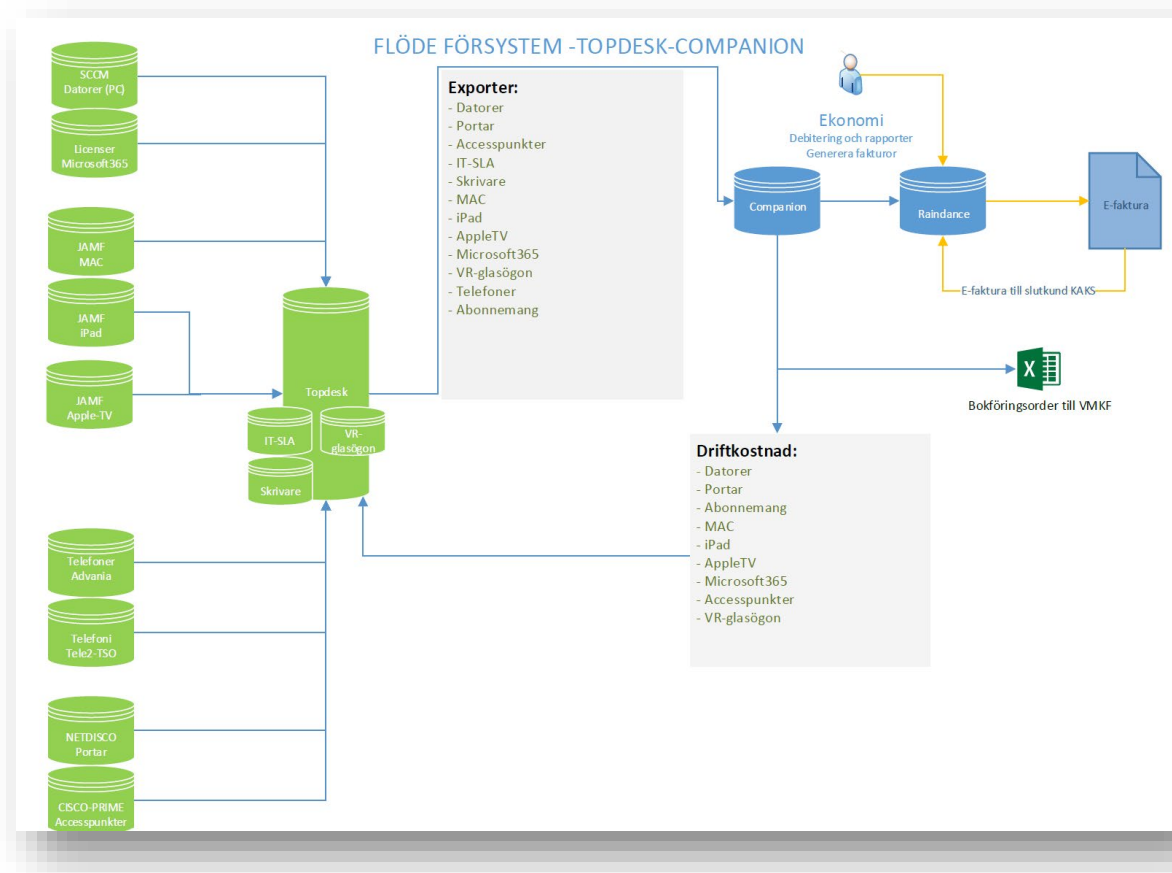 FLÖDE FÖRSYSTEM -TOPDESK-COMPANION
SCCM
Datorer (PC)
Licenser
Microsoft365
JAMF
MAC
JAMF
iPad
JAMF
Apple-TV
Topdesk
IT-SLA
VR-
glasögon
Skrivare
Telefoner
Advania
Telefoni
Tele2-TSO
NETDISCO
Portar
CISCO-PRIME
Accesspunkter
Exporter:
- Datorer
- Portar
- Accesspunkter
- IT-SLA
- Skrivare
- MAC
- iPad
- AppleTV
- Microsoft365
- VR-glasögon
- Telefoner
- Abonnemang
Ekonomi
Debitering och rapporter
Generera fakturor
Companion
Raindance
E-faktura
E-faktura till slutkund KAKS
Bokföringsorder till VMKF
Driftkostnad:
- Datorer
- Portar
- Abonnemang
- MAC
- iPad
- AppleTV
- Microsoft365
- Accesspunkter
- VR-glasögon